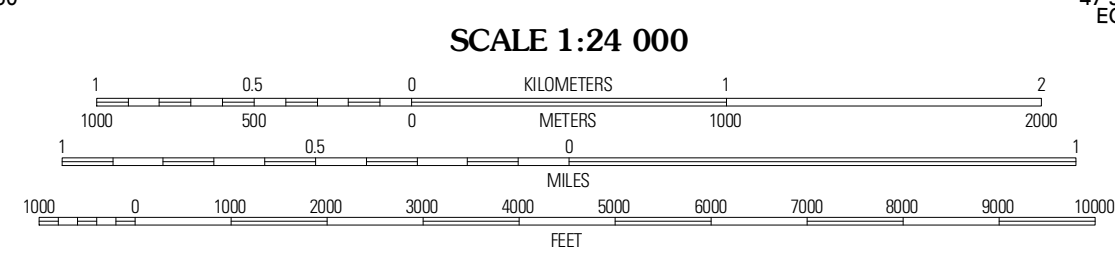 SCALE 1:24 000
1 0.5 0 KILOMETERS 1 2
1000 500 0 METERS 1000 2000
1 0.5 0 1
MILES
1000 0 1000 2000 3000 4000 5000 6000 7000 8000 9000 10000
FEET